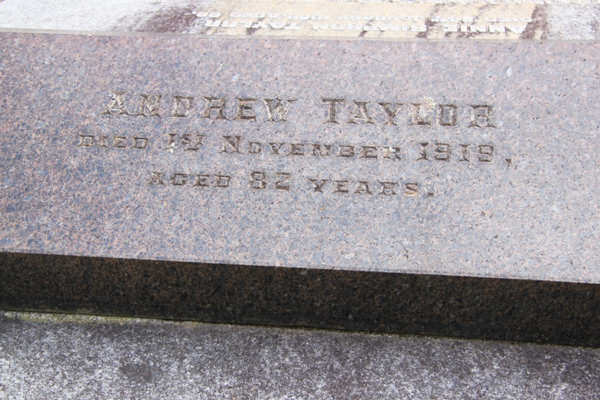 ANDREW TAYLOR
DIED 1st NOVEMBER 1919,
AGED 82 YEARS.